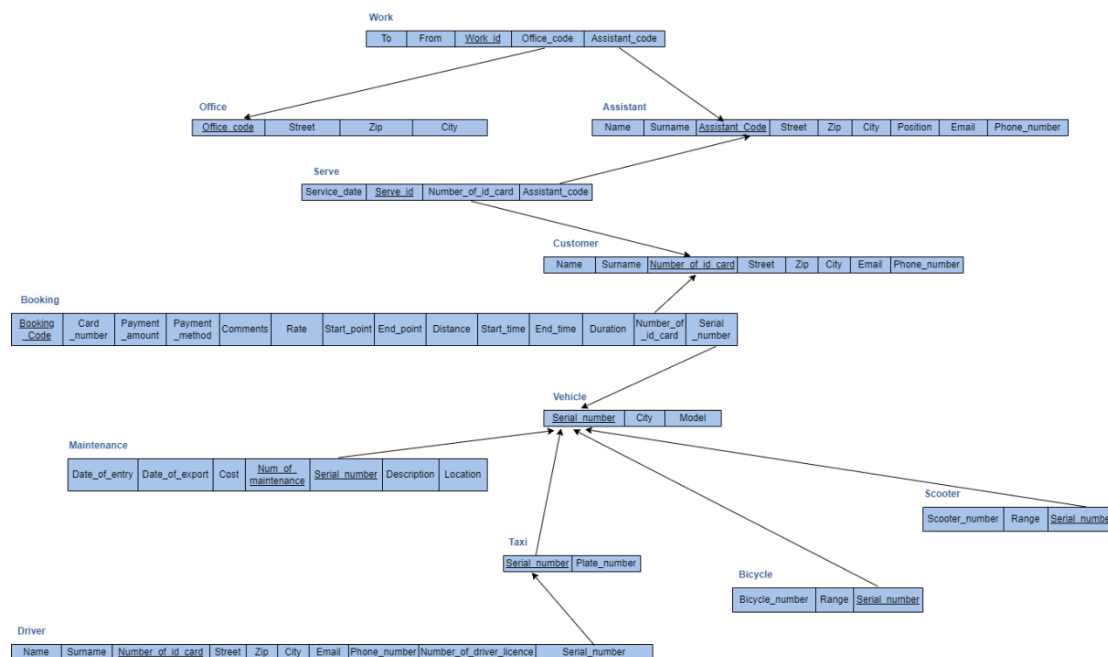 Work
To From Work_id Office_code Assistant_code
Office
Assistant
Office_code Street Zip City
Name Surname Assistant_Code Street Zip City Position Email Phone_number
Serve
Service_date Serve_id Number_of_id_card Assistant_code
Customer
Name Surname Number_of_id_card Street Zip City Email Phone_number
Booking
Booking _Code Card _number Payment _amount Payment _method Comments Rate Start_point End_point Distance Start_time End_time Duration Number_of _id_card Serial _number
Vehicle
Serial_number City Model
Maintenance
Date_of_entry Date_of_export Cost Num_of_ maintenance Serial_number Description Location
Scooter
Scooter_number Range Serial_number
Taxi
Serial_number Plate_number
Bicycle
Bicycle_number Range Serial_number
Driver
Name Surname Number_of_id_card Street Zip City Email Phone_number Number_of_driver_licence Serial_number